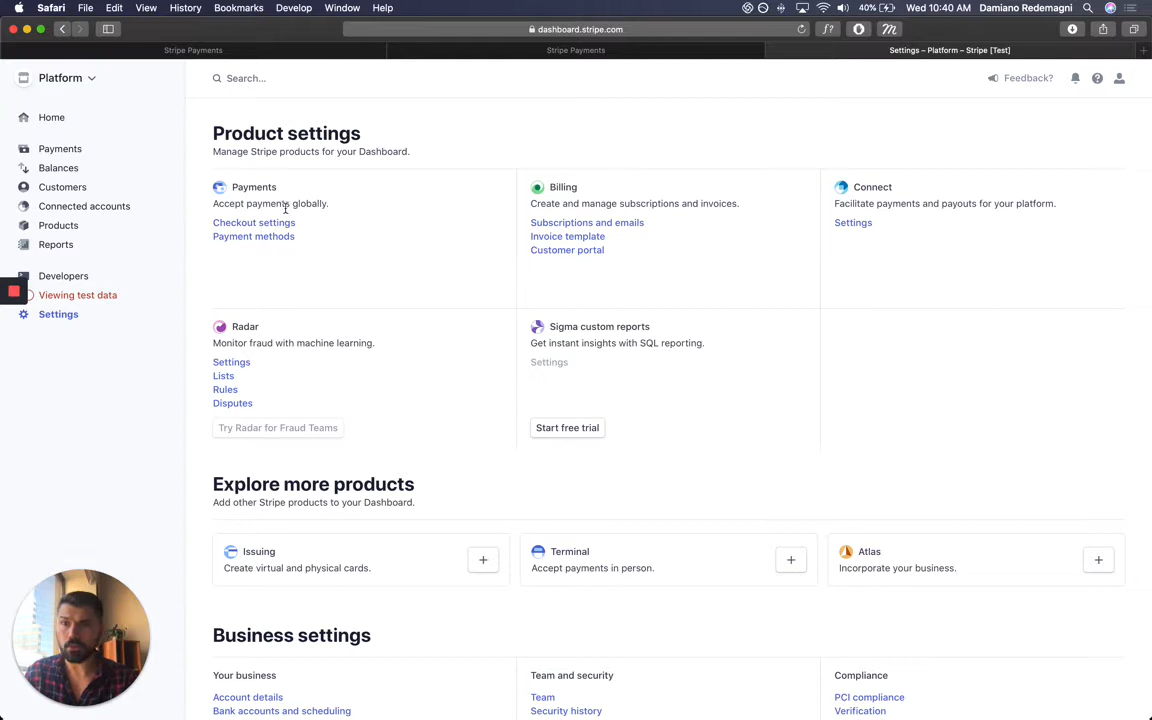 Safari File Edit View History Bookmarks Develop Window Help
40% Wed 10:40 AM Damiano Redemagni
dashboard.stripe.com
Stripe Payments
Stripe Payments
Settings – Platform – Stripe [Test]
Platform
Search...
Feedback?
Home
Payments
Balances
Customers
Connected accounts
Products
Reports
Developers
Viewing test data
Settings
Product settings
Manage Stripe products for your Dashboard.
Payments
Accept payments globally.
Checkout settings
Payment methods
Billing
Create and manage subscriptions and invoices.
Subscriptions and emails
Invoice template
Customer portal
Connect
Facilitate payments and payouts for your platform.
Settings
Radar
Monitor fraud with machine learning.
Settings
Lists
Rules
Disputes
Try Radar for Fraud Teams
Sigma custom reports
Get instant insights with SQL reporting.
Settings
Start free trial
Explore more products
Add other Stripe products to your Dashboard.
Issuing
Create virtual and physical cards.
Terminal
Accept payments in person.
Atlas
Incorporate your business.
Business settings
Your business
Account details
Bank accounts and scheduling
Team and security
Team
Security history
Compliance
PCI compliance
Verification